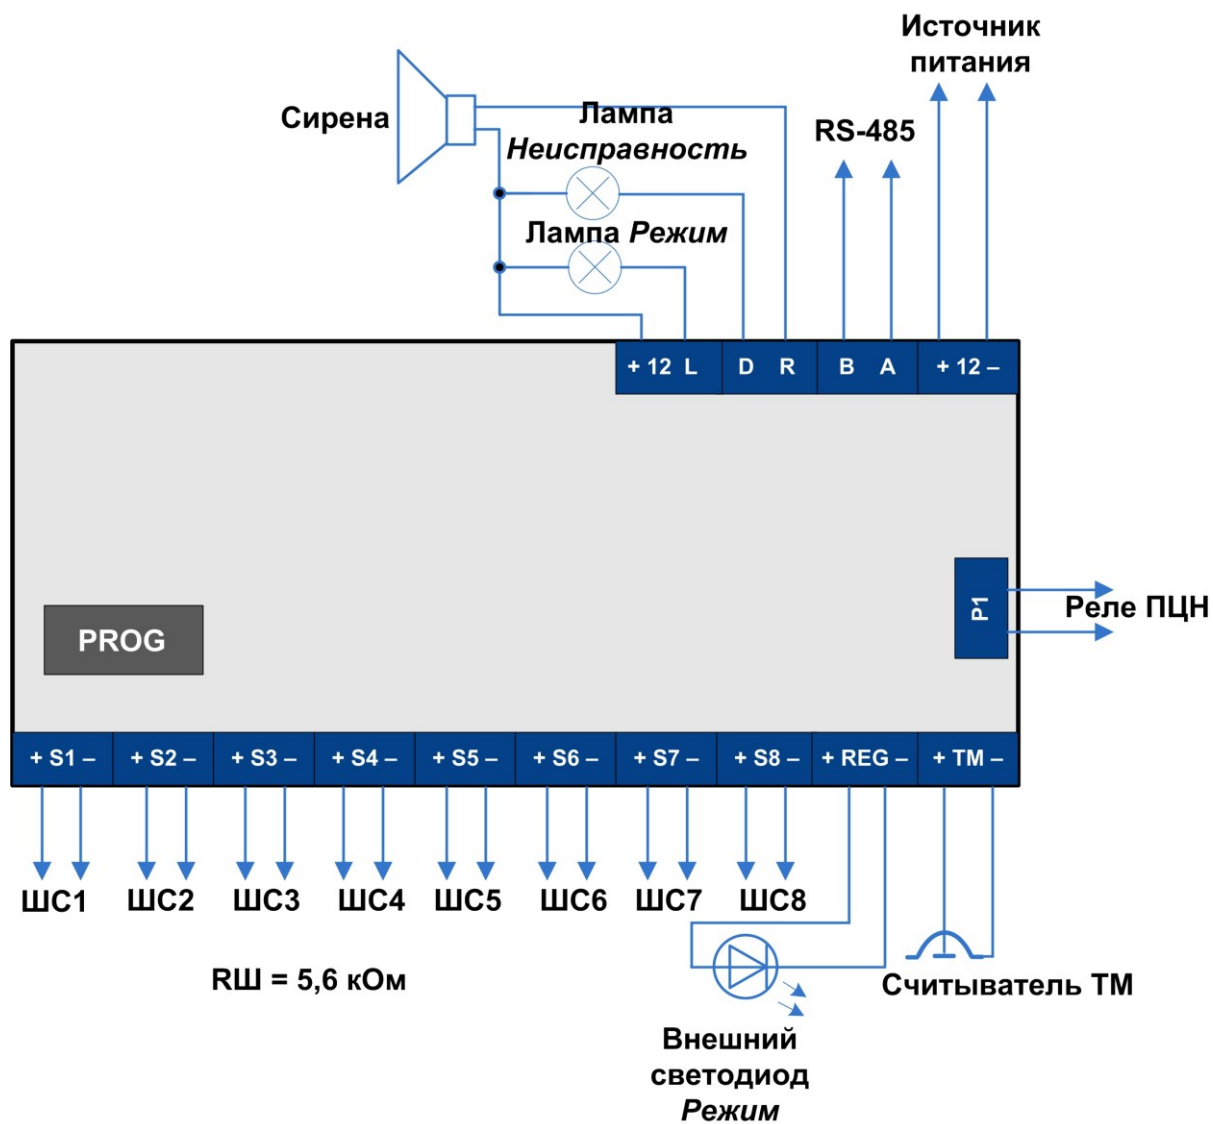 Источник
питания
Сирена
Лампа
Неисправность
RS-485
Лампа Режим
+ 12 L
D R
B A
+ 12 –
P1
Реле ПЦН
PROG
+ S1 –
+ S2 –
+ S3 –
+ S4 –
+ S5 –
+ S6 –
+ S7 –
+ S8 –
+ REG –
+ TM –
ШС1
ШС2
ШС3
ШС4
ШС5
ШС6
ШС7
ШС8
RШ = 5,6 кОм
Считыватель ТМ
Внешний
светодиод
Режим